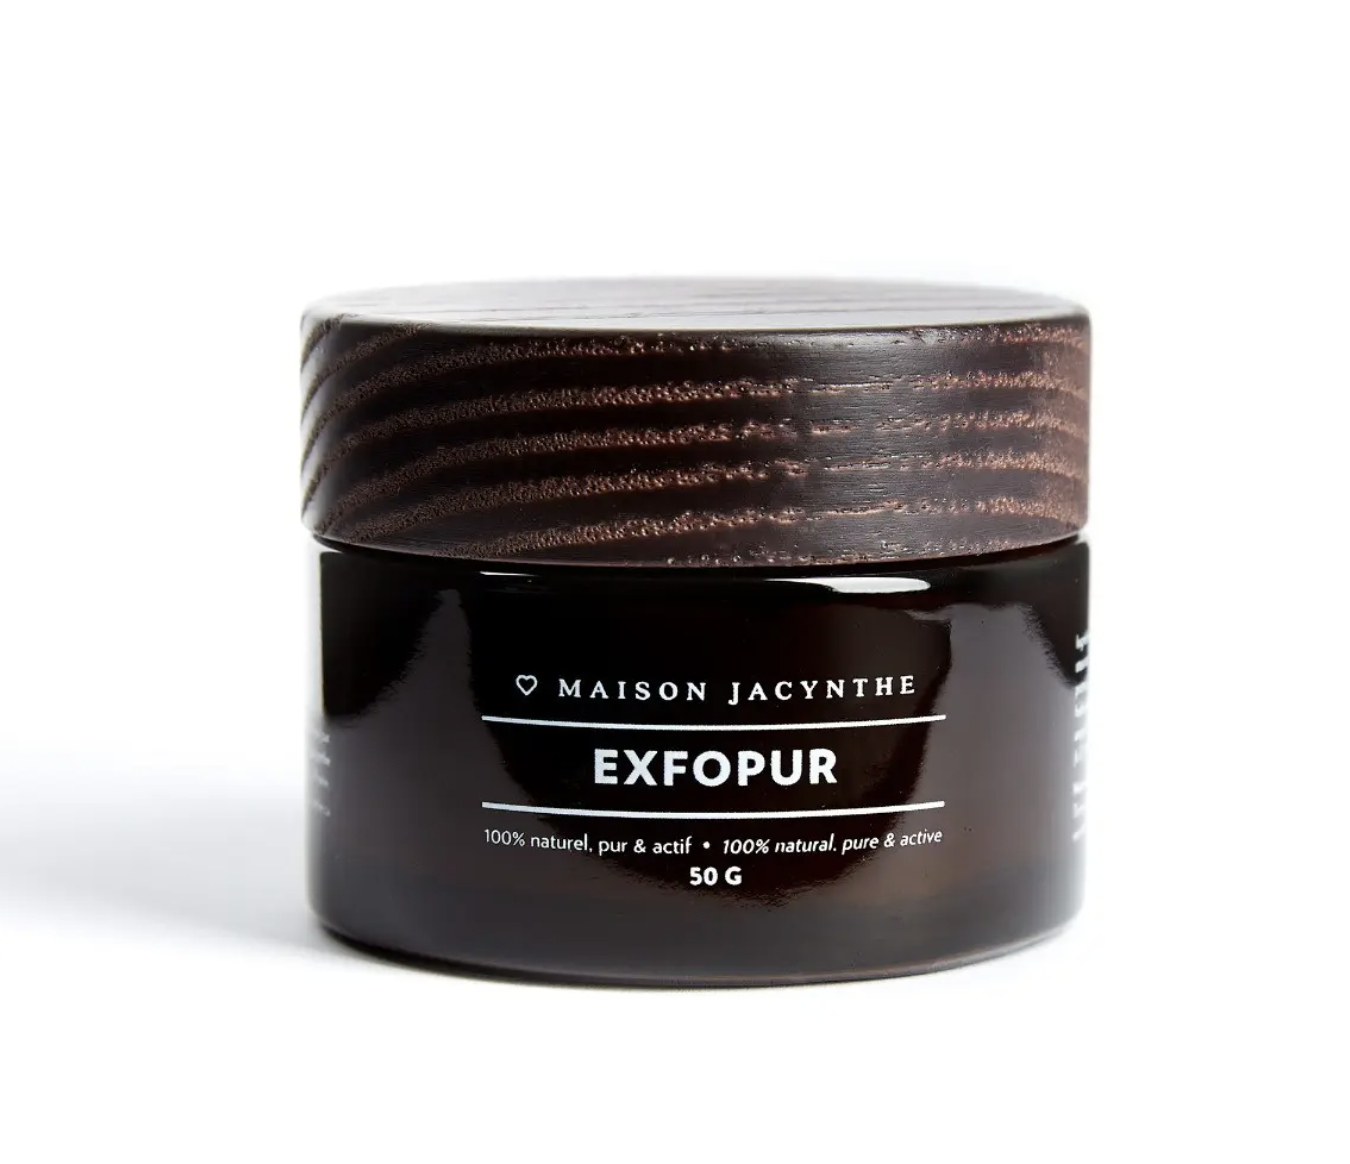 MAISON JACYNTHE
EXFOPUR
100% naturel, pur & actif • 100% natural, pure & active
50 G